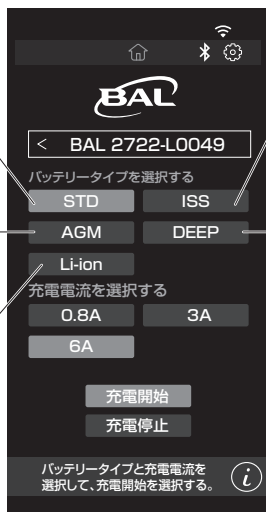 BAL
< BAL 2722-L0049
バッテリータイプを選択する
STD ISS
AGM DEEP
Li-ion
充電電流を選択する
0.8A 3A
6A
充電開始
充電停止
バッテリータイプと充電電流を
選択して、充電開始を選択する。 i